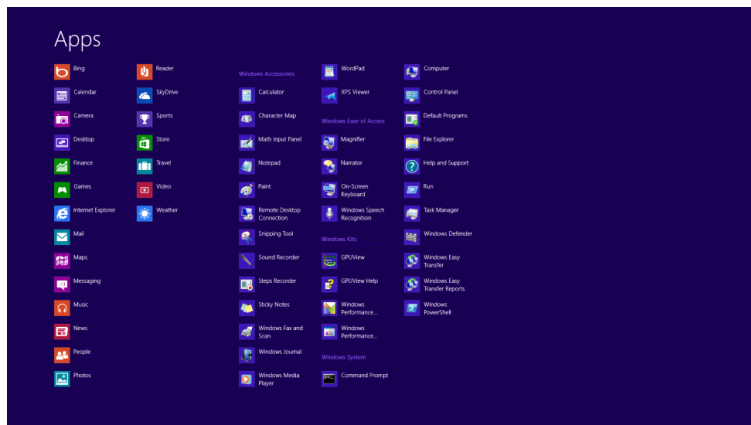 Apps
Bing
Calendar
Camera
Desktop
Finance
Games
Internet Explorer
Mail
Maps
Messaging
Music
News
People
Photos
Reader
SkyDrive
Sports
Store
Travel
Video
Weather
Windows Accessories
Calculator
Character Map
Math Input Panel
Notepad
Paint
Remote Desktop
Connection
Snipping Tool
Sound Recorder
Steps Recorder
Sticky Notes
Windows Fax and
Scan
Windows Journal
Windows Media
Player
WordPad
XPS Viewer
Windows Ease of Access
Magnifier
Narrator
On-Screen
Keyboard
Windows Speech
Recognition
Windows Kits
GPUView
GPUView Help
Windows
Performance...
Windows
Performance...
Windows System
Command Prompt
Computer
Control Panel
Default Programs
File Explorer
Help and Support
Run
Task Manager
Windows Defender
Windows Easy
Transfer
Windows Easy
Transfer Reports
Windows
PowerShell